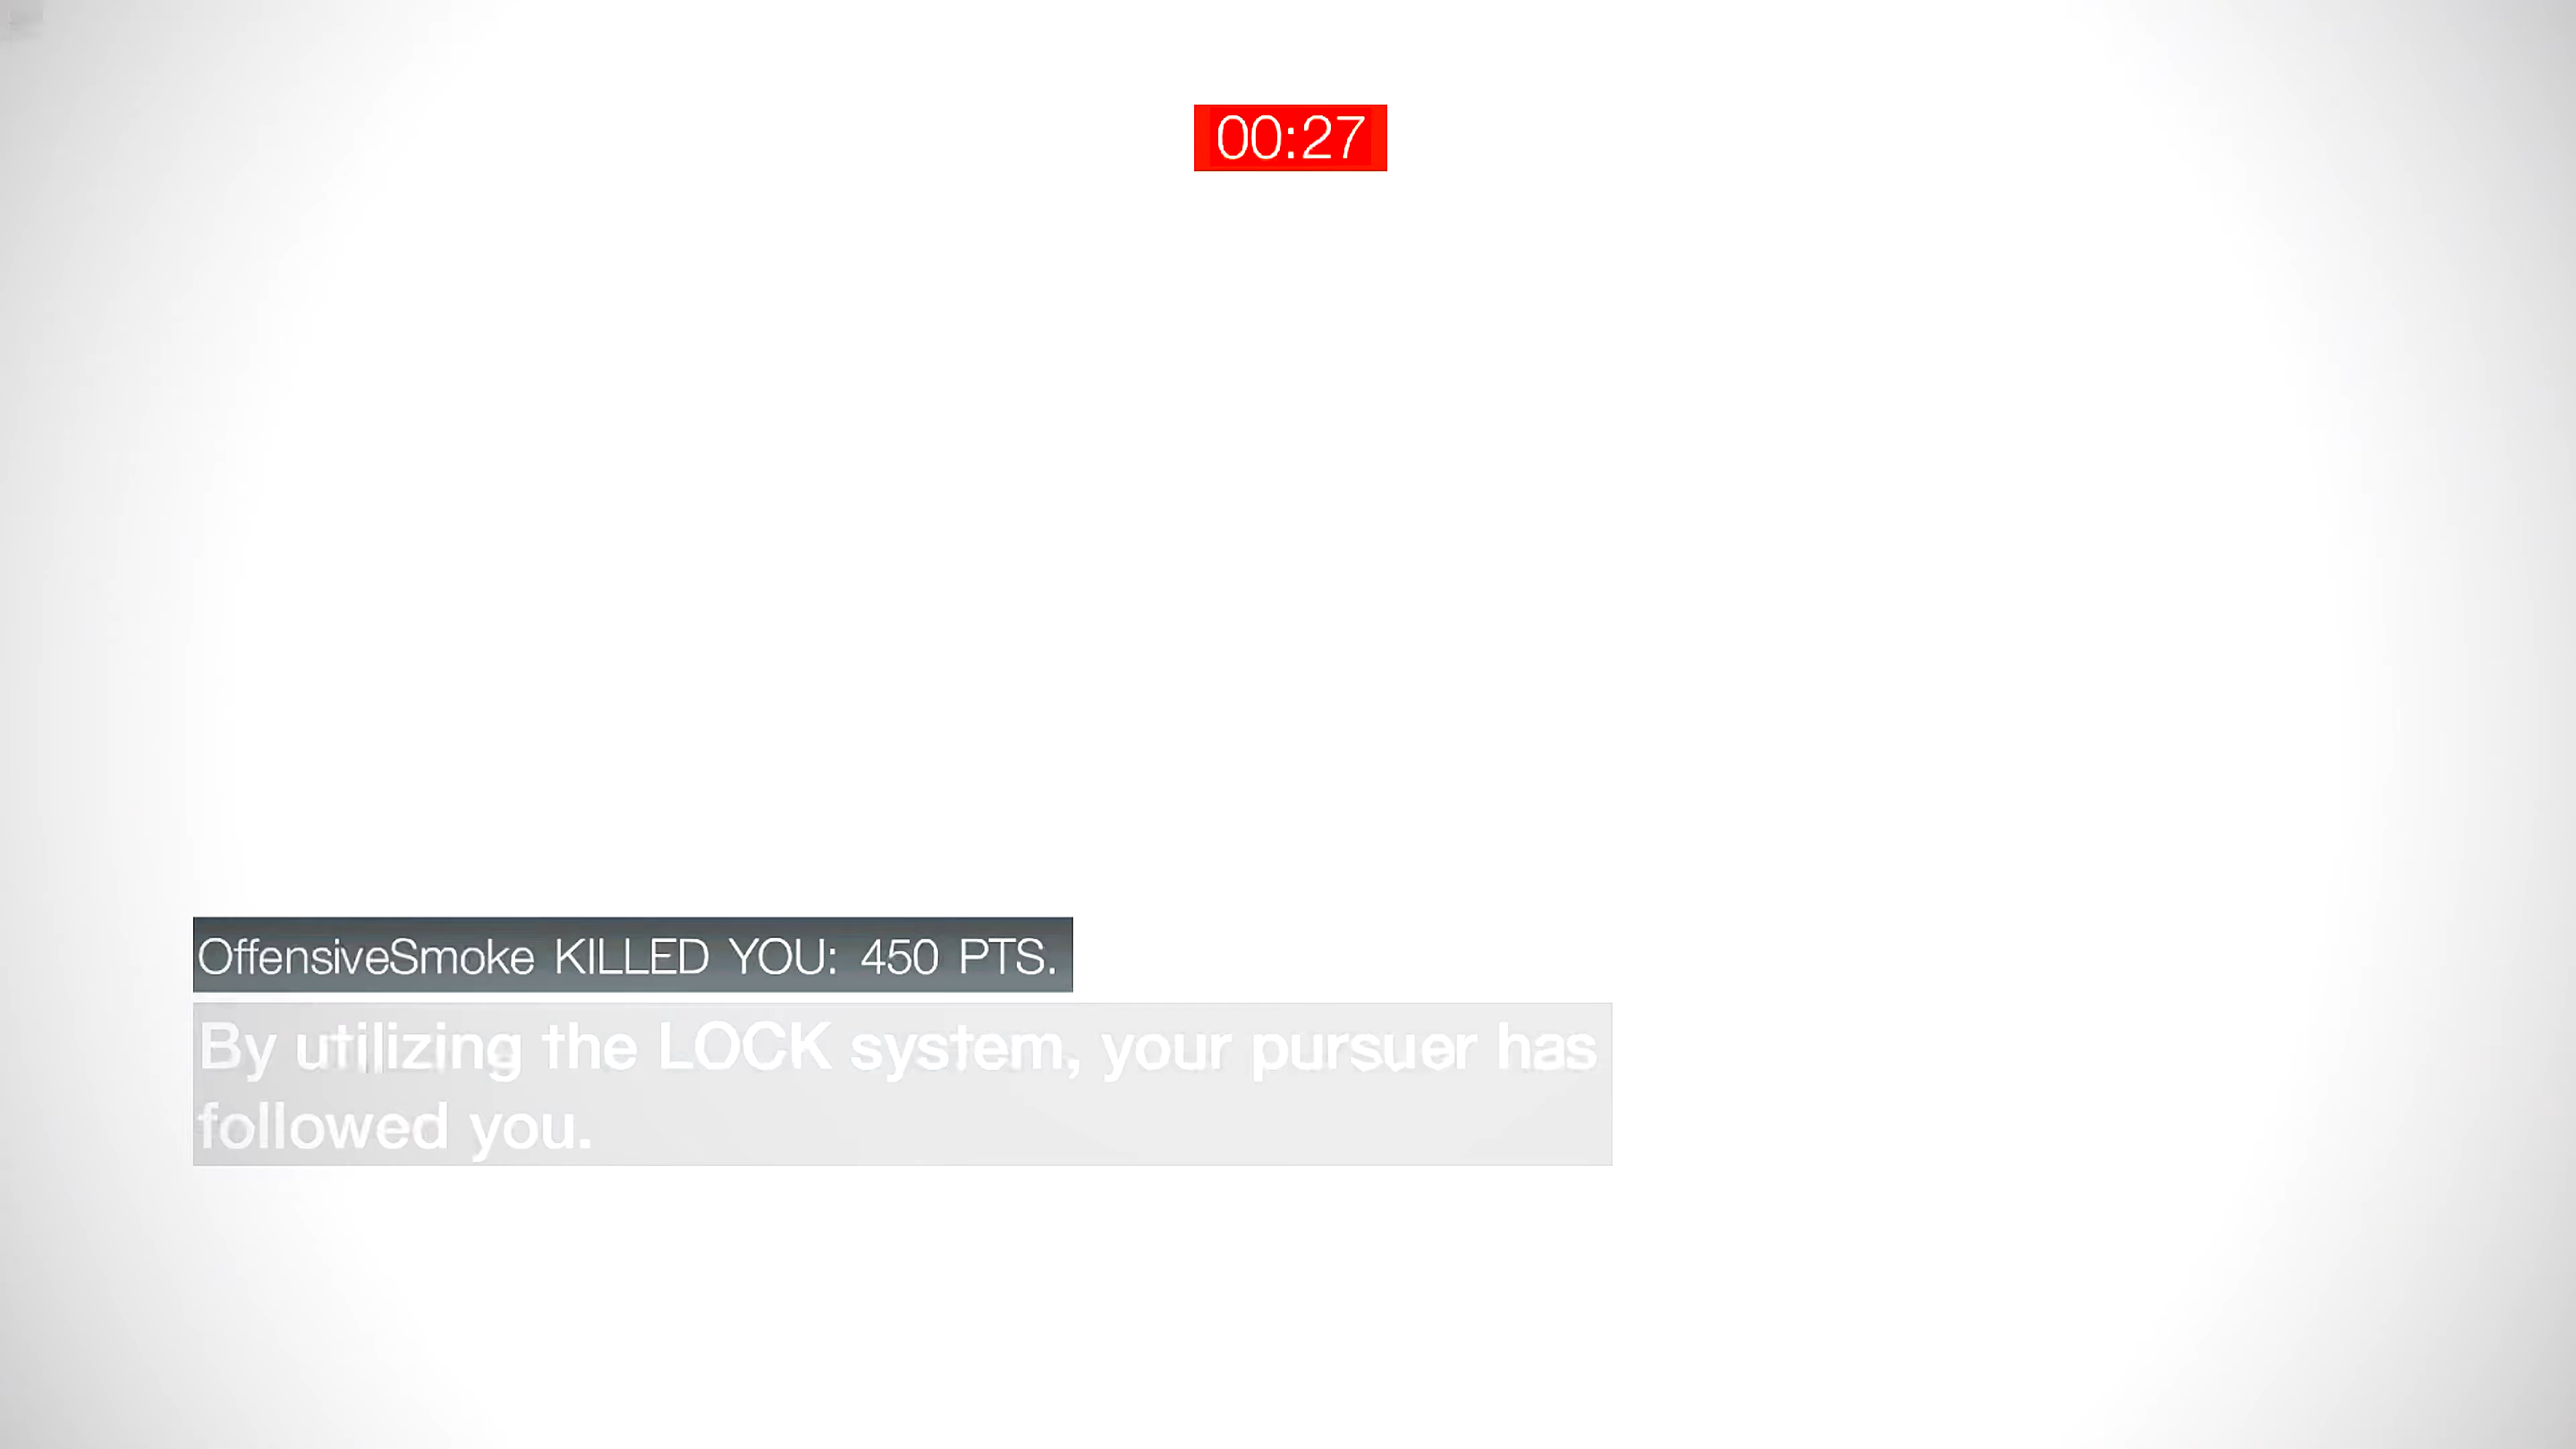 00:27
OffensiveSmoke KILLED YOU: 450 PTS.
By utilizing the LOCK system, your pursuer has
followed you.